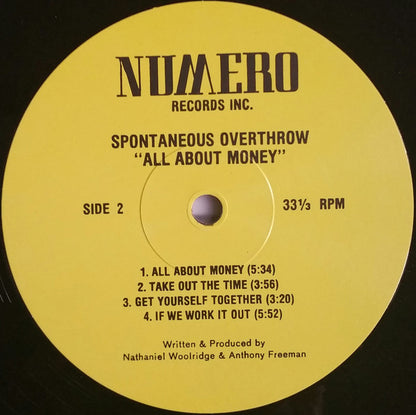 NUMERO
RECORDS INC.
SPONTANEOUS OVERTHROW
"ALL ABOUT MONEY"
SIDE 2 33⅓ RPM
1. ALL ABOUT MONEY (5:34)
2. TAKE OUT THE TIME (3:56)
3. GET YOURSELF TOGETHER (3:20)
4. IF WE WORK IT OUT (5:52)
Written & Produced by
Nathaniel Woolridge & Anthony Freeman